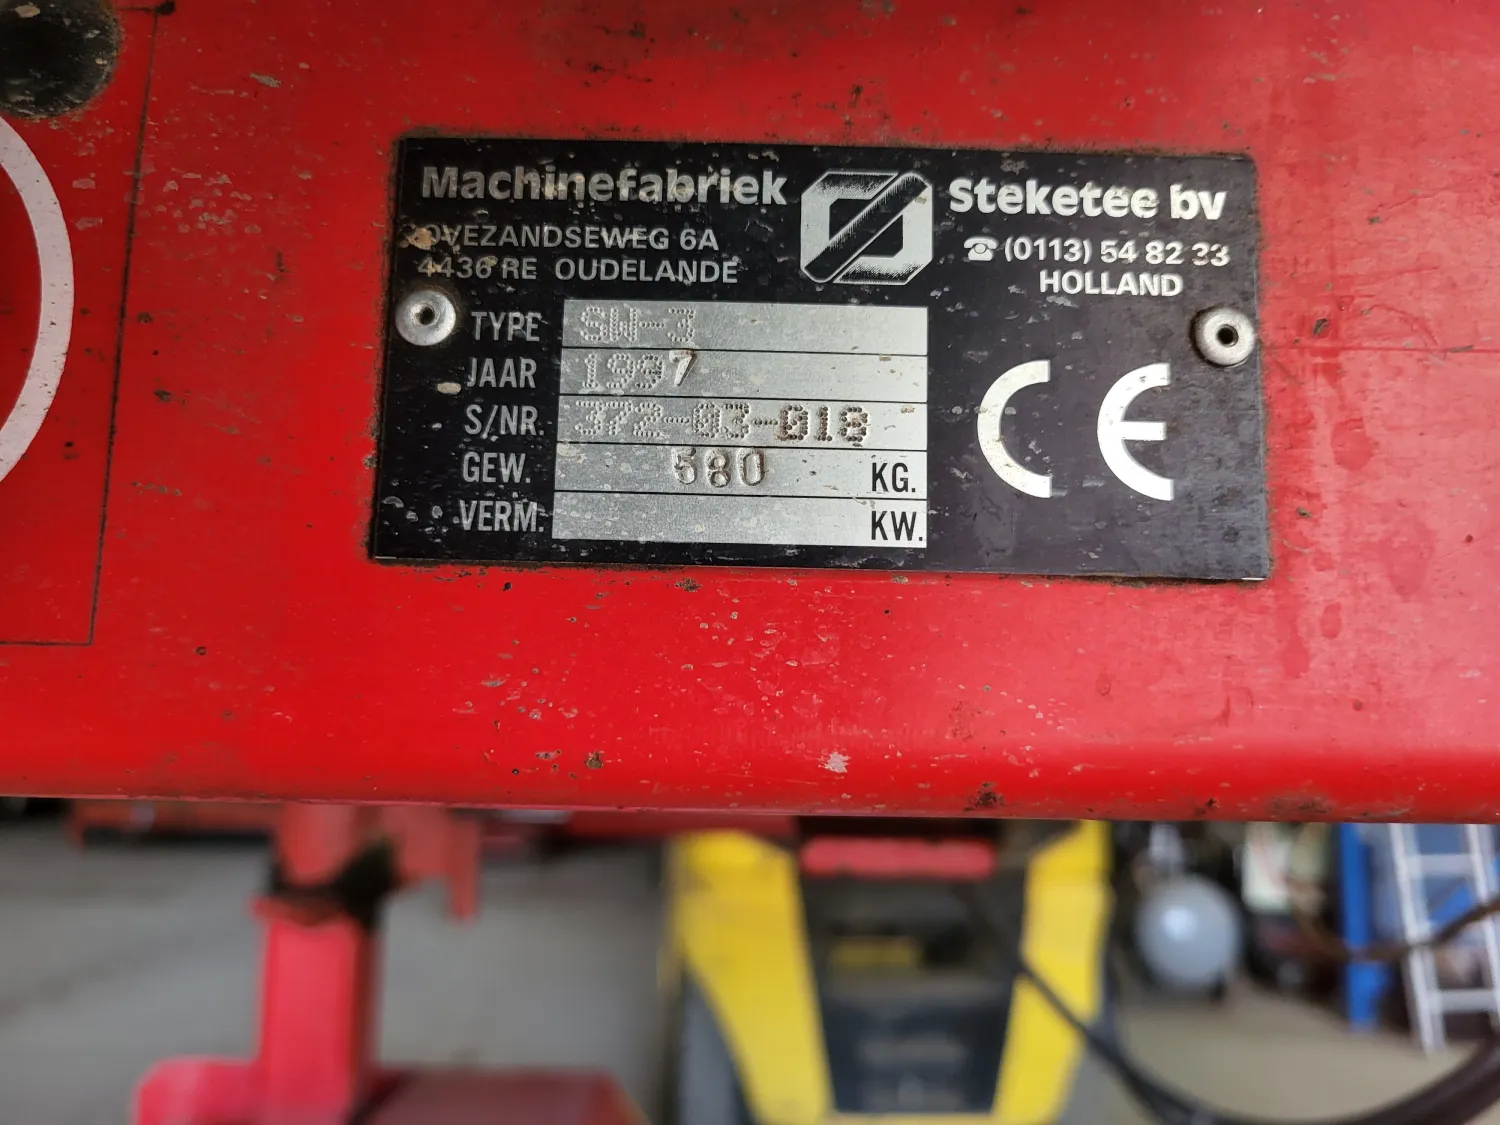 Machinefabriek Steketee bv
OVEZANDSEWEG 6A
4436 RE OUDELANDE
☎ (0113) 54 82 33
HOLLAND
TYPE SW-3
JAAR 1997
S/NR. 372-03-018
GEW. 580 KG.
VERM. KW.
CE